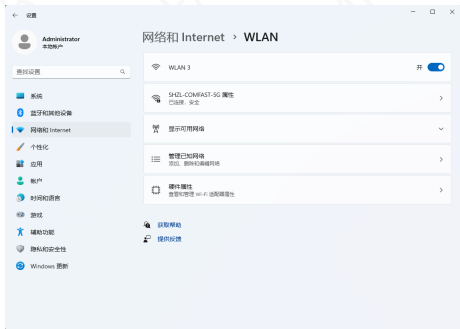 设置
Administrator
本地帐户
查找设置
系统
蓝牙和其他设备
网络和 Internet
个性化
应用
帐户
时间和语言
游戏
辅助功能
隐私和安全性
Windows 更新
网络和 Internet › WLAN
WLAN 3
开
SHZL-COMFAST-5G 属性
已连接，安全
显示可用网络
管理已知网络
添加、删除和编辑网络
硬件属性
查看和管理 Wi-Fi 适配器属性
获取帮助
提供反馈